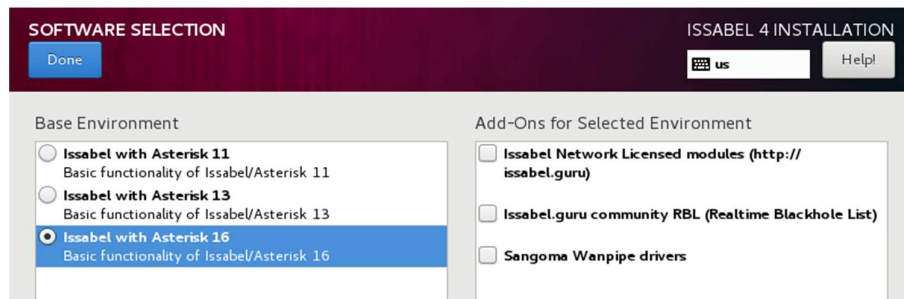 SOFTWARE SELECTION
ISSABEL 4 INSTALLATION
Done
us
Help!
Base Environment
Issabel with Asterisk 11
Basic functionality of Issabel/Asterisk 11
Issabel with Asterisk 13
Basic functionality of Issabel/Asterisk 13
Issabel with Asterisk 16
Basic functionality of Issabel/Asterisk 16
Add-Ons for Selected Environment
Issabel Network Licensed modules (http://
issabel.guru)
Issabel.guru community RBL (Realtime Blackhole List)
Sangoma Wanpipe drivers